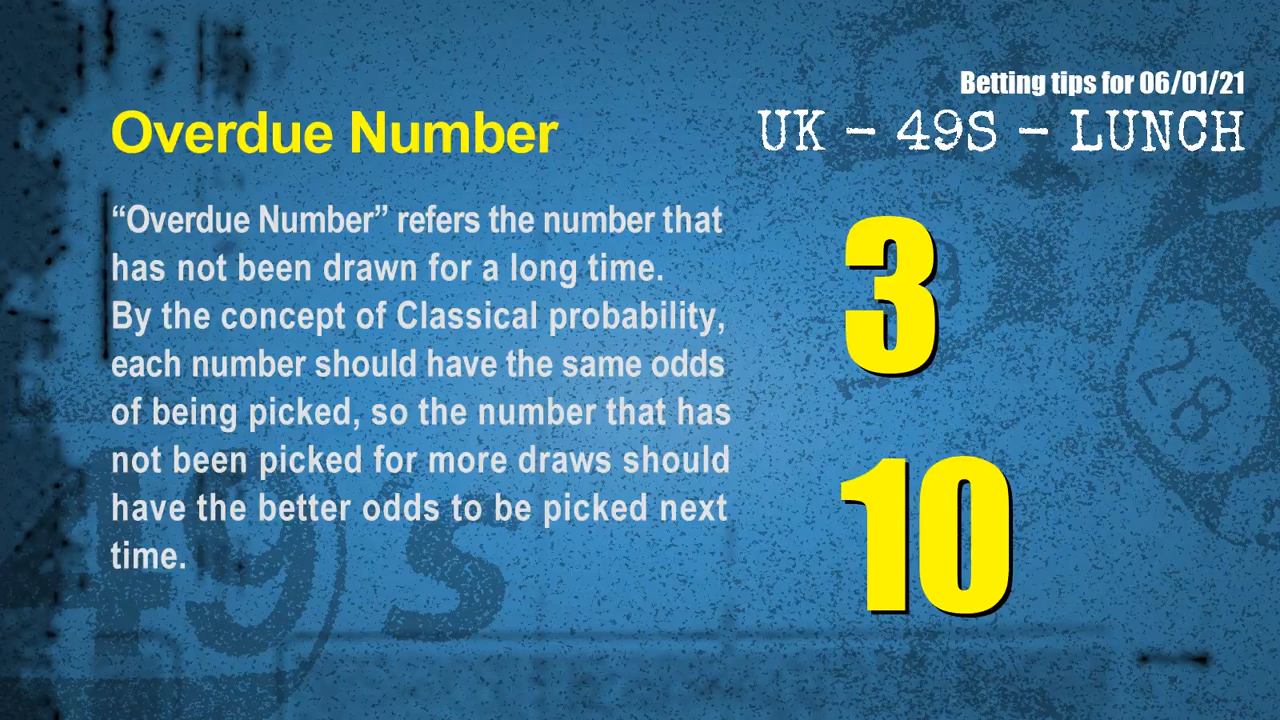 Betting tips for 06/01/21
UK - 49S - LUNCH
Overdue Number
“Overdue Number” refers the number that
has not been drawn for a long time.
By the concept of Classical probability,
each number should have the same odds
of being picked, so the number that has
not been picked for more draws should
have the better odds to be picked next
time.
3
10
28
49's